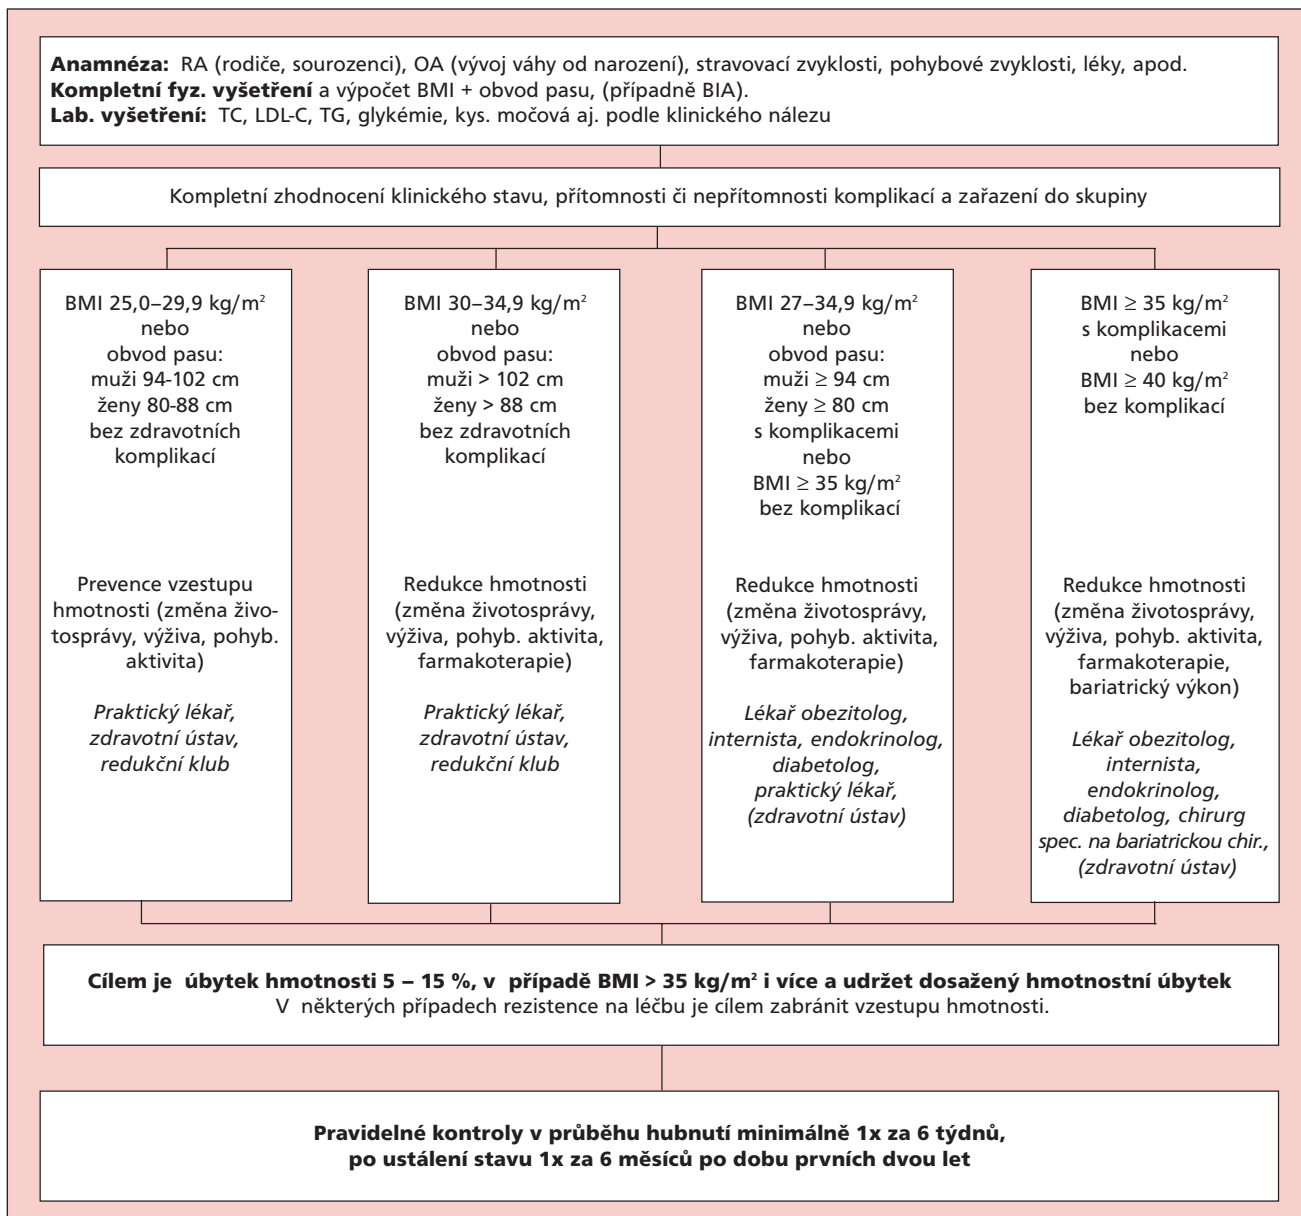 Anamnéza: RA (rodiče, sourozenci), OA (vývoj váhy od narození), stravovací zvyklosti, pohybové zvyklosti, léky, apod.
Kompletní fyz. vyšetření a výpočet BMI + obvod pasu, (případně BIA).
Lab. vyšetření: TC, LDL-C, TG, glykémie, kys. močová aj. podle klinického nálezu
Kompletní zhodnocení klinického stavu, přítomnosti či nepřítomnosti komplikací a zařazení do skupiny
BMI 25,0–29,9 kg/m²
nebo
obvod pasu:
muži 94-102 cm
ženy 80-88 cm
bez zdravotních
komplikací
Prevence vzestupu
hmotnosti (změna živo-
tosprávy, výživa, pohyb.
aktivita)
Praktický lékař,
zdravotní ústav,
redukční klub
BMI 30–34,9 kg/m²
nebo
obvod pasu:
muži > 102 cm
ženy > 88 cm
bez zdravotních
komplikací
Redukce hmotnosti
(změna životosprávy,
výživa, pohyb. aktivita,
farmakoterapie)
Praktický lékař,
zdravotní ústav,
redukční klub
BMI 27–34,9 kg/m²
nebo
obvod pasu:
muži ≥ 94 cm
ženy ≥ 80 cm
s komplikacemi
nebo
BMI ≥ 35 kg/m²
bez komplikací
Redukce hmotnosti
(změna životosprávy,
výživa, pohyb. aktivita,
farmakoterapie)
Lékař obezitolog,
internista, endokrinolog,
diabetolog,
praktický lékař,
(zdravotní ústav)
BMI ≥ 35 kg/m²
s komplikacemi
nebo
BMI ≥ 40 kg/m²
bez komplikací
Redukce hmotnosti
(změna životosprávy,
výživa, pohyb. aktivita,
farmakoterapie,
bariatrický výkon)
Lékař obezitolog,
internista,
endokrinolog,
diabetolog, chirurg
spec. na bariatrickou chir.,
(zdravotní ústav)
Cílem je úbytek hmotnosti 5 – 15 %, v případě BMI > 35 kg/m² i více a udržet dosažený hmotnostní úbytek
V některých případech rezistence na léčbu je cílem zabránit vzestupu hmotnosti.
Pravidelné kontroly v průběhu hubnutí minimálně 1x za 6 týdnů,
po ustálení stavu 1x za 6 měsíců po dobu prvních dvou let